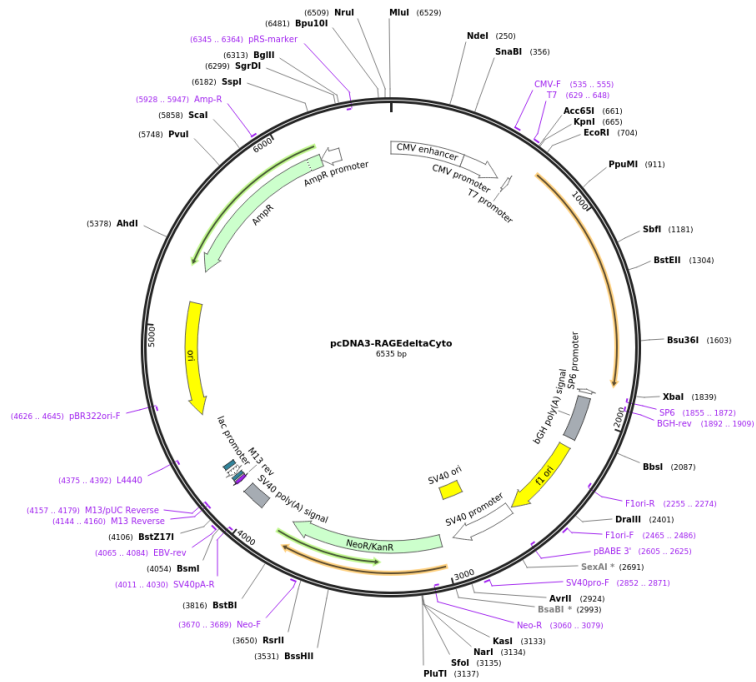 (6509) NruI
MluI (6529)
(6481) Bpu10I
(6345 .. 6364) pRS-marker
(6313) BglII
(6299) SgrDI
(6182) SspI
(5928 .. 5947) Amp-R
(5858) ScaI
(5748) PvuI
(5378) AhdI
(4626 .. 4645) pBR322ori-F
(4375 .. 4392) L4440
(4157 .. 4179) M13/pUC Reverse
(4144 .. 4160) M13 Reverse
(4106) BstZ17I
(4065 .. 4084) EBV-rev
(4054) BsmI
(4011 .. 4030) SV40pA-R
(3816) BstBI
(3670 .. 3689) Neo-F
(3650) RsrII
(3531) BssHII
NdeI (250)
SnaBI (356)
CMV-F (535 .. 555)
T7 (629 .. 648)
Acc65I (661)
KpnI (665)
EcoRI (704)
PpuMI (911)
SbfI (1181)
BstEII (1304)
Bsu36I (1603)
XbaI (1839)
SP6 (1855 .. 1872)
BGH-rev (1892 .. 1909)
BbsI (2087)
F1ori-R (2255 .. 2274)
DraIII (2401)
F1ori-F (2465 .. 2486)
pBABE 3' (2605 .. 2625)
SexAI * (2691)
SV40pro-F (2852 .. 2871)
AvrII (2924)
BsaBI * (2993)
Neo-R (3060 .. 3079)
KasI (3133)
NarI (3134)
SfoI (3135)
PluTI (3137)
1000
2000
3000
4000
5000
6000
CMV enhancer
CMV promoter
T7 promoter
AmpR promoter
AmpR
ori
lac promoter
M13 rev
SV40 poly(A) signal
NeoR/KanR
SV40 promoter
SV40 ori
f1 ori
bGH poly(A) signal
SP6 promoter
pcDNA3-RAGEdeltaCyto
6535 bp